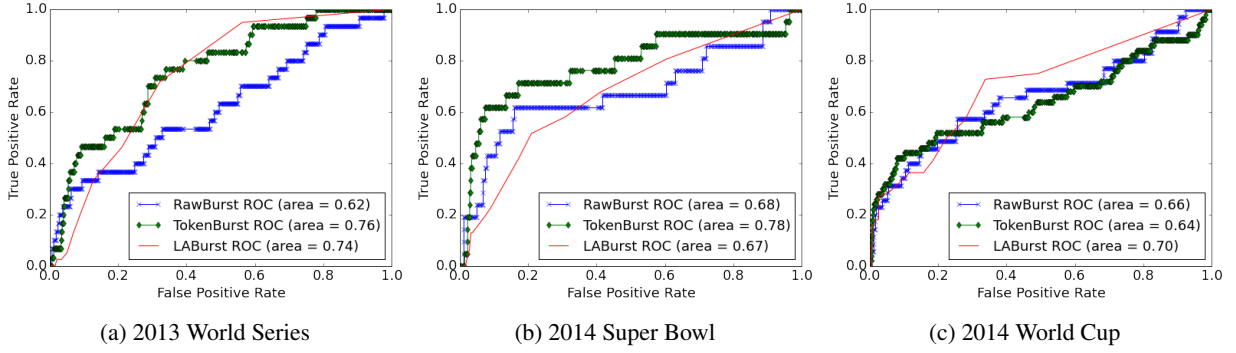 True Positive Rate
1.0
0.8
0.6
0.4
0.2
0.0
0.0 0.2 0.4 0.6 0.8 1.0
False Positive Rate
RawBurst ROC (area = 0.62)
TokenBurst ROC (area = 0.76)
LABurst ROC (area = 0.74)
(a) 2013 World Series
True Positive Rate
1.0
0.8
0.6
0.4
0.2
0.0
0.0 0.2 0.4 0.6 0.8 1.0
False Positive Rate
RawBurst ROC (area = 0.68)
TokenBurst ROC (area = 0.78)
LABurst ROC (area = 0.67)
(b) 2014 Super Bowl
True Positive Rate
1.0
0.8
0.6
0.4
0.2
0.0
0.0 0.2 0.4 0.6 0.8 1.0
False Positive Rate
RawBurst ROC (area = 0.66)
TokenBurst ROC (area = 0.64)
LABurst ROC (area = 0.70)
(c) 2014 World Cup